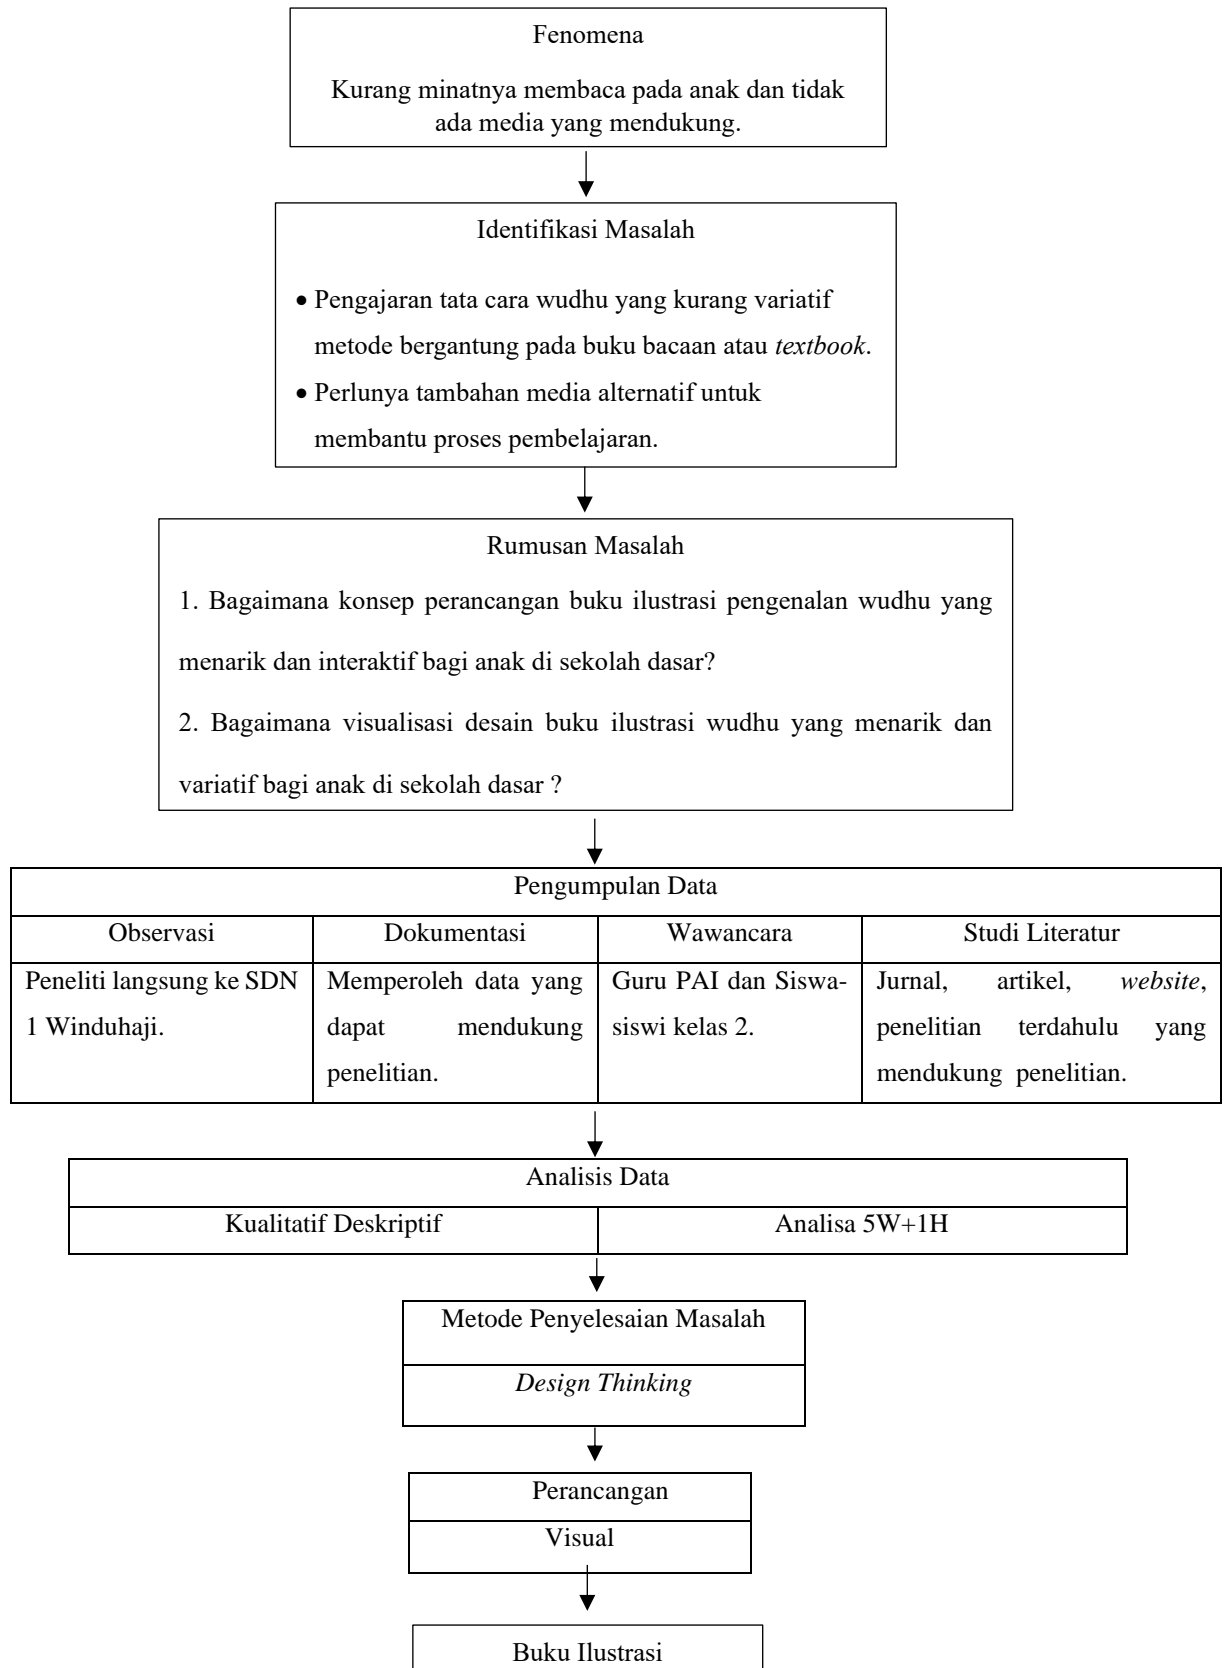 Fenomena
Kurang minatnya membaca pada anak dan tidak
ada media yang mendukung.
Identifikasi Masalah
• Pengajaran tata cara wudhu yang kurang variatif
metode bergantung pada buku bacaan atau textbook.
• Perlunya tambahan media alternatif untuk
membantu proses pembelajaran.
Rumusan Masalah
1. Bagaimana konsep perancangan buku ilustrasi pengenalan wudhu yang
menarik dan interaktif bagi anak di sekolah dasar?
2. Bagaimana visualisasi desain buku ilustrasi wudhu yang menarik dan
variatif bagi anak di sekolah dasar ?
Pengumpulan Data
Observasi
Dokumentasi
Wawancara
Studi Literatur
Peneliti langsung ke SDN
1 Winduhaji.
Memperoleh data yang
dapat mendukung
penelitian.
Guru PAI dan Siswa-
siswi kelas 2.
Jurnal, artikel, website,
penelitian terdahulu yang
mendukung penelitian.
Analisis Data
Kualitatif Deskriptif
Analisa 5W+1H
Metode Penyelesaian Masalah
Design Thinking
Perancangan
Visual
Buku Ilustrasi